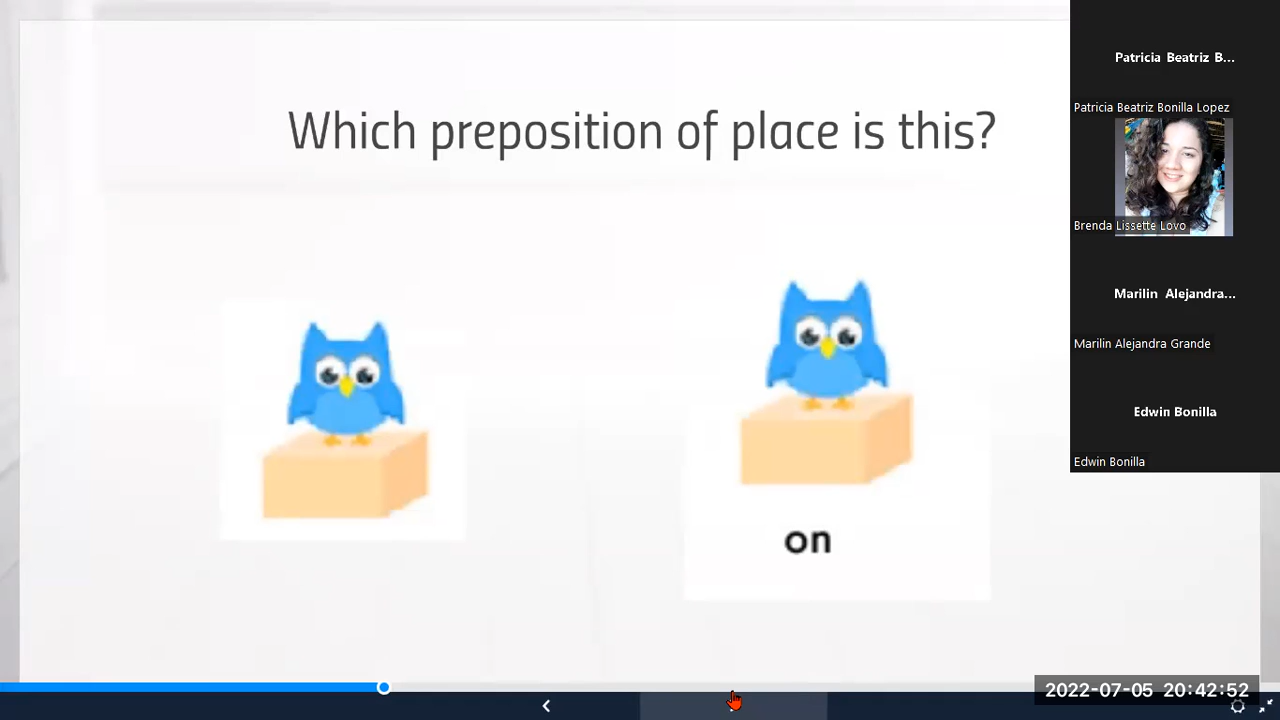 Which preposition of place is this?
on
Patricia Beatriz B...
Patricia Beatriz Bonilla Lopez
Brenda Lissette Lovo
Marilin Alejandra...
Marilin Alejandra Grande
Edwin Bonilla
Edwin Bonilla
2022-07-05 20:42:52